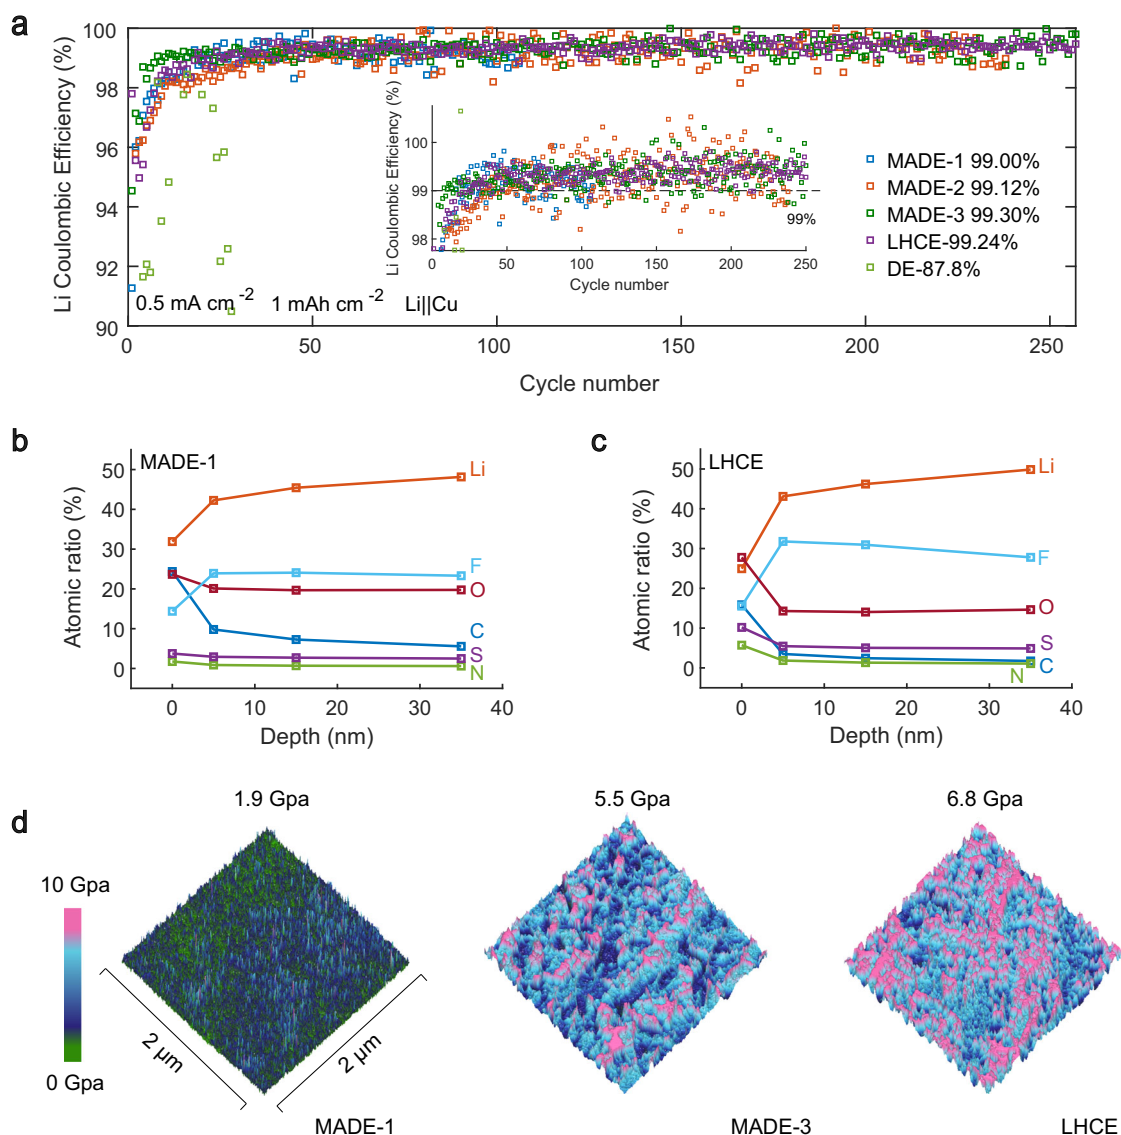 a
Li Coulombic Efficiency (%)
100
98
96
94
92
90
0
50
100
150
200
250
Cycle number
0.5 mA cm⁻² 1 mAh cm⁻² Li||Cu
Li Coulombic Efficiency (%)
100
99
98
0
50
100
150
200
250
Cycle number
99%
MADE-1 99.00%
MADE-2 99.12%
MADE-3 99.30%
LHCE-99.24%
DE-87.8%
b
MADE-1
Atomic ratio (%)
50
40
30
20
10
0
0
10
20
30
40
Depth (nm)
Li
F
O
C
S
N
c
LHCE
Atomic ratio (%)
50
40
30
20
10
0
0
10
20
30
40
Depth (nm)
Li
F
O
S
C
N
d
1.9 Gpa
5.5 Gpa
6.8 Gpa
10 Gpa
0 Gpa
2 μm
2 μm
MADE-1
MADE-3
LHCE